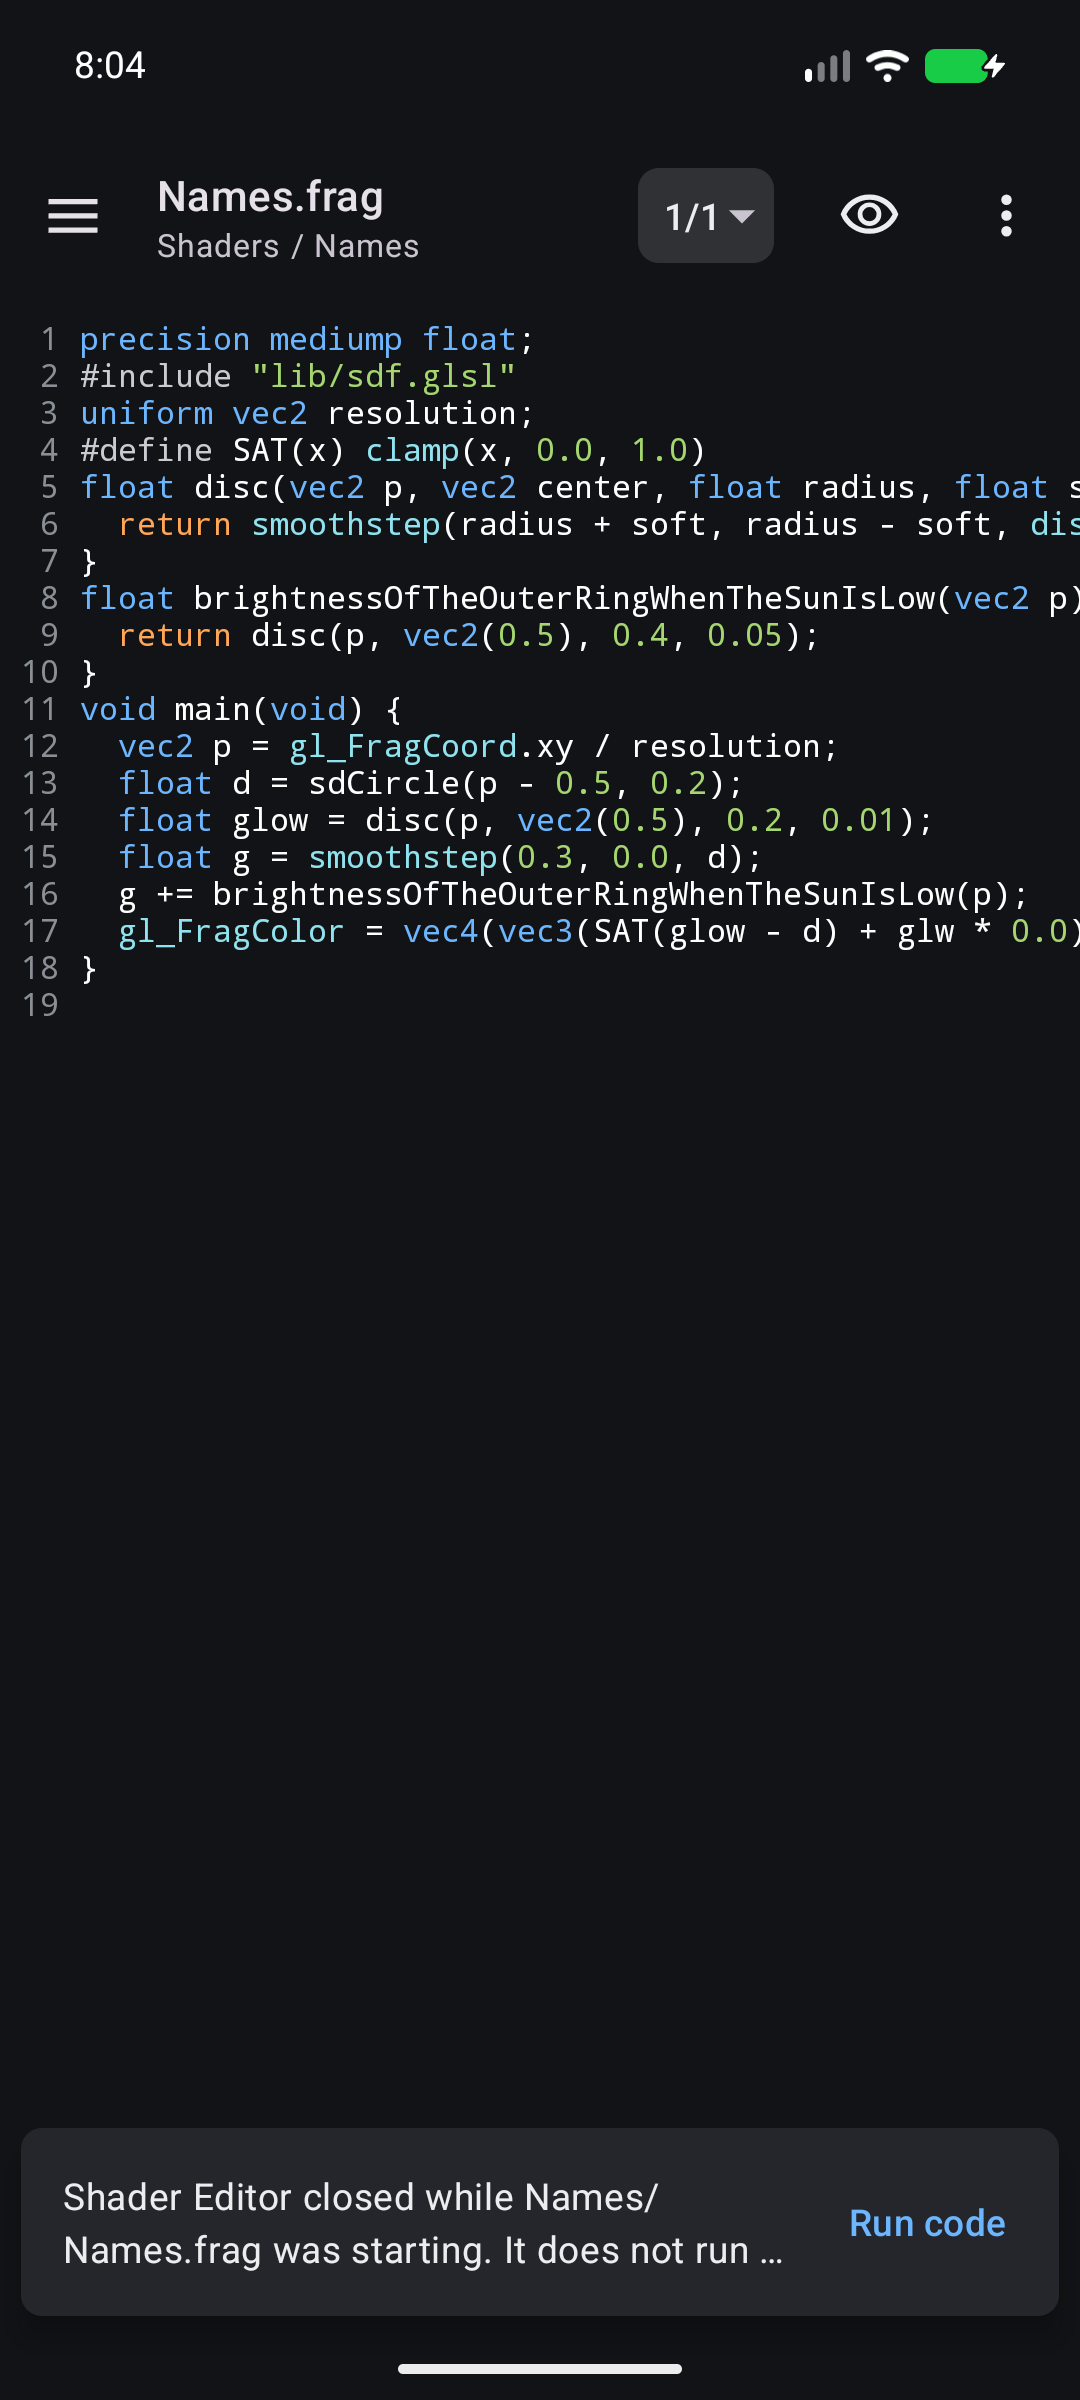 8:04
Names.frag
Shaders / Names
1/1
1 precision mediump float;
2 #include "lib/sdf.glsl"
3 uniform vec2 resolution;
4 #define SAT(x) clamp(x, 0.0, 1.0)
5 float disc(vec2 p, vec2 center, float radius, float s
6   return smoothstep(radius + soft, radius - soft, dis
7 }
8 float brightnessOfTheOuterRingWhenTheSunIsLow(vec2 p)
9   return disc(p, vec2(0.5), 0.4, 0.05);
10 }
11 void main(void) {
12   vec2 p = gl_FragCoord.xy / resolution;
13   float d = sdCircle(p - 0.5, 0.2);
14   float glow = disc(p, vec2(0.5), 0.2, 0.01);
15   float g = smoothstep(0.3, 0.0, d);
16   g += brightnessOfTheOuterRingWhenTheSunIsLow(p);
17   gl_FragColor = vec4(vec3(SAT(glow - d) + glw * 0.0)
18 }
19
Shader Editor closed while Names/
Names.frag was starting. It does not run …
Run code